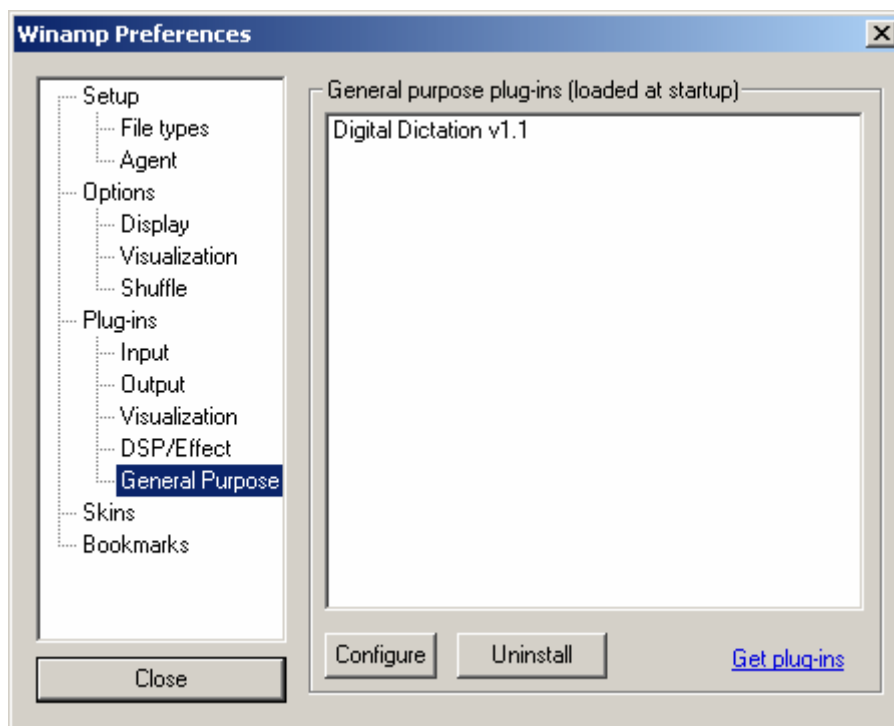 Winamp Preferences
Setup
File types
Agent
Options
Display
Visualization
Shuffle
Plug-ins
Input
Output
Visualization
DSP/Effect
General Purpose
Skins
Bookmarks
Close
General purpose plug-ins (loaded at startup)
Digital Dictation v1.1
Configure
Uninstall
Get plug-ins